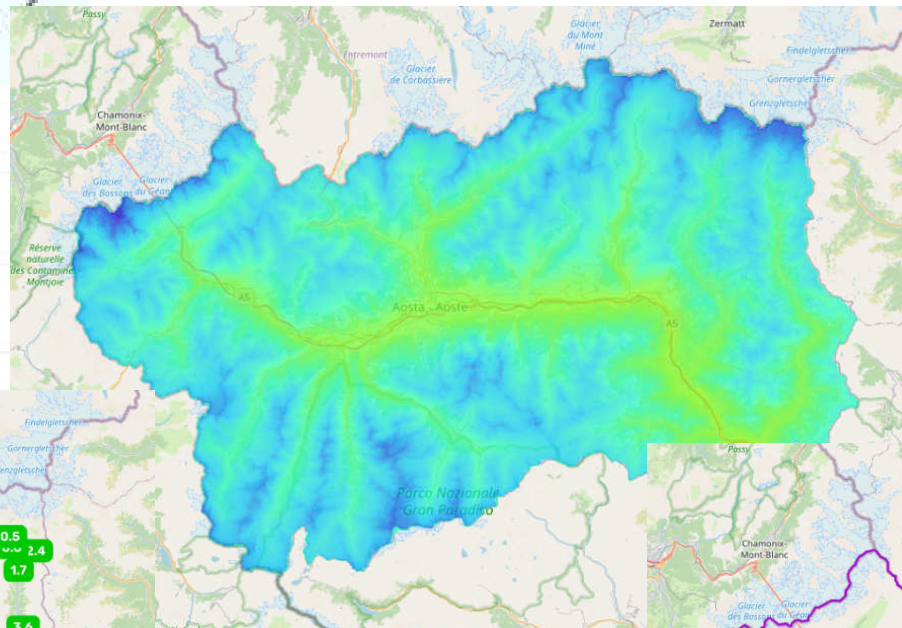 Passy
Zermatt
Glacier
du Mont
Miné
Entremont
Findelgletscher
Glacier
de Corbassière
Gornergletscher
Grenzgletscher
Chamonix-
Mont-Blanc
Glacier
des Bossons
Glacier
du Géant
Réserve
naturelle
des Contamine
Montjoie
A5
Aosta - Aoste
A5
Findelgletscher
Gornergletscher
Grenzgletscher
Passy
Parco Nazionale
Gran Paradiso
0.5
2.4
1.7
Chamonix-
Mont-Blanc
Glacier
des Bossons
Glacier
du Géant
3.6